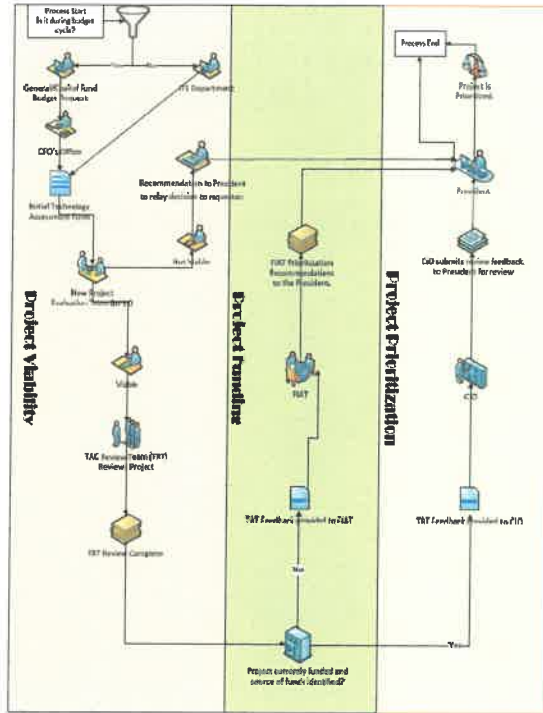 Process Start
Is it during budget
cycle?
Yes
No
General Fund
Budget Request
ITS Department
CFO's Office
Initial Technology
Assessment Form
Recommendation to President
to relay decision to requestor
Not Viable
New Project
Viable
TAC Review Team (TRT)
Review Project
TRT Review Complete
Project Viability
Project Funding
FIAT Prioritization
Recommendations
to the President.
FIAT
TRT Feedback provided to FIAT
Project currently funded and
source of funds identified?
Yes
Project Prioritization
Process End
Project is
Prioritized.
President
CIO submits review feedback
to President for review
CIO
TRT Feedback Provided to CIO